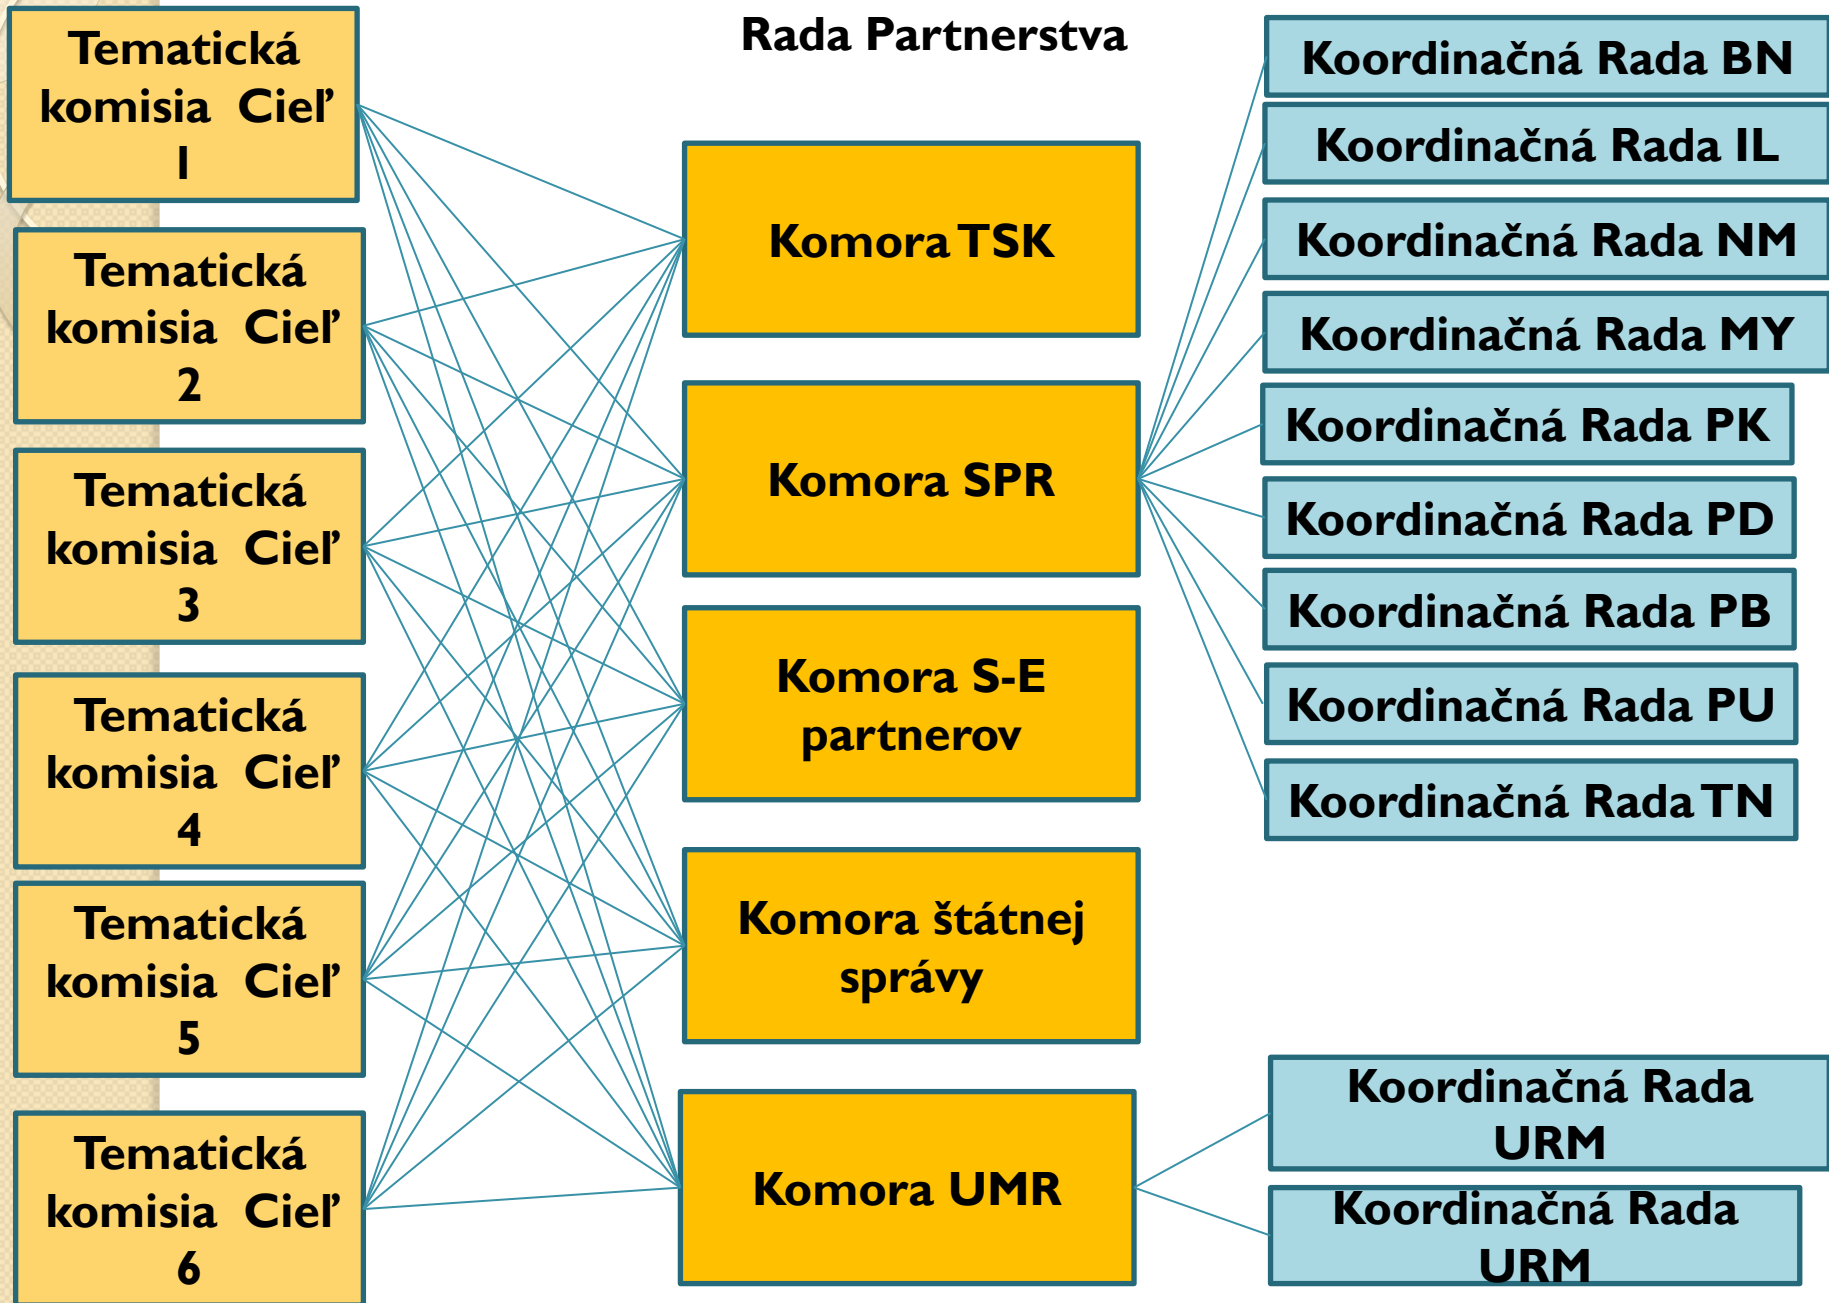 Rada Partnerstva
Tematická
komisia Cieľ
1
Tematická
komisia Cieľ
2
Tematická
komisia Cieľ
3
Tematická
komisia Cieľ
4
Tematická
komisia Cieľ
5
Tematická
komisia Cieľ
6
Komora TSK
Komora SPR
Komora S-E
partnerov
Komora štátnej
správy
Komora UMR
Koordinačná Rada BN
Koordinačná Rada IL
Koordinačná Rada NM
Koordinačná Rada MY
Koordinačná Rada PK
Koordinačná Rada PD
Koordinačná Rada PB
Koordinačná Rada PU
Koordinačná Rada TN
Koordinačná Rada
URM
Koordinačná Rada
URM